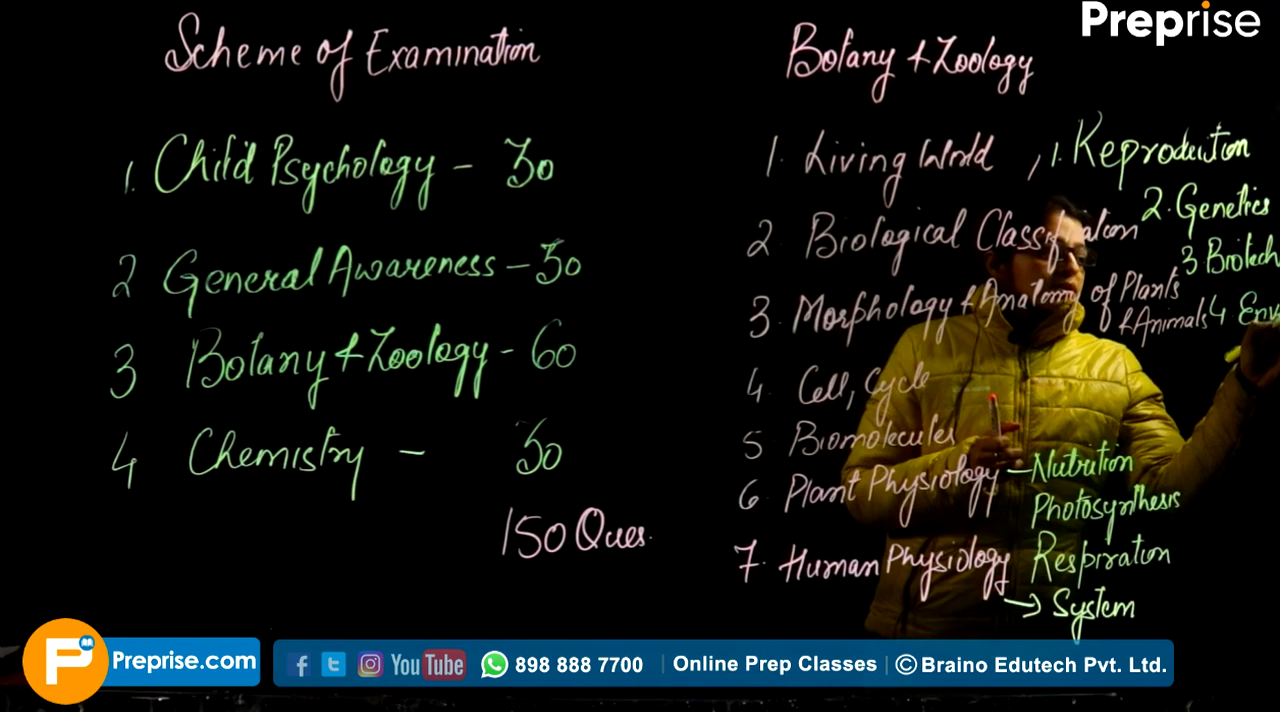 Preprise
Scheme of Examination
1. Child Psychology - 30
2 General Awareness - 30
3 Botany & Zoology - 60
4 Chemistry - 30
150 Ques.
Botany & Zoology
1. Living World , 1. Reproduction
2. Genetics
2 Biological Classification
3 Biotech
3. Morphology & Anatomy of Plants
& Animals 4 Env
4. Cell, Cycle
5 Biomolecules
6. Plant Physiology - Nutrition
Photosynthesis
Respiration
7. Human Physiology
→ System
Preprise.com
YouTube 898 888 7700 | Online Prep Classes | © Braino Edutech Pvt. Ltd.